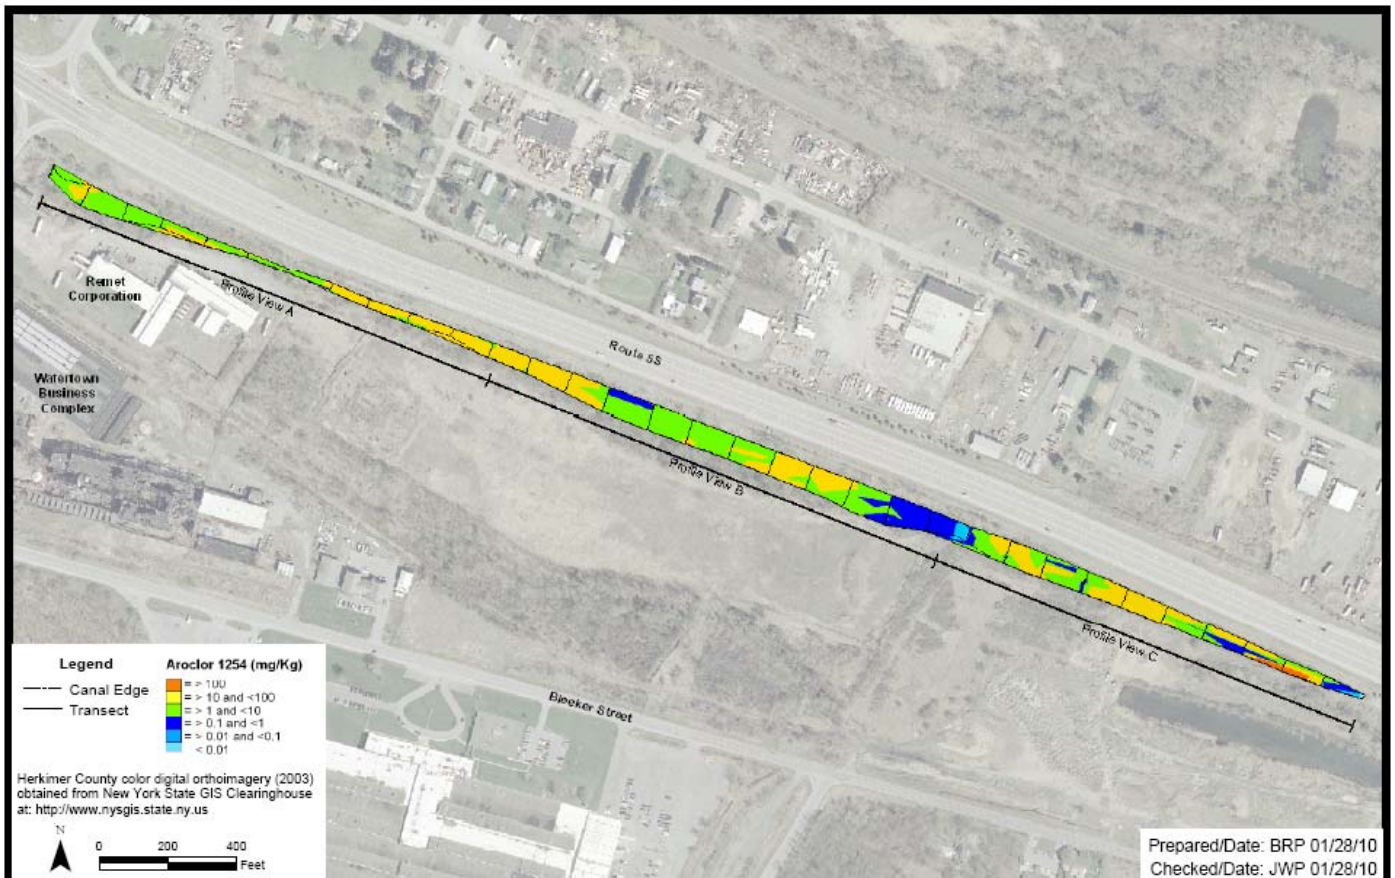 Remet
Corporation
Profile View A
Route 5S
Watertown
Business
Complex
Profile View B
Profile View C
Bleeker Street
Legend
Canal Edge
Transect
Aroclor 1254 (mg/Kg)
= > 100
= > 10 and <100
= > 1 and <10
= > 0.1 and <1
= > 0.01 and <0.1
< 0.01
Herkimer County color digital orthoimagery (2003)
obtained from New York State GIS Clearinghouse
at: http://www.nysgis.state.ny.us
N
0 200 400
Feet
Prepared/Date: BRP 01/28/10
Checked/Date: JWP 01/28/10